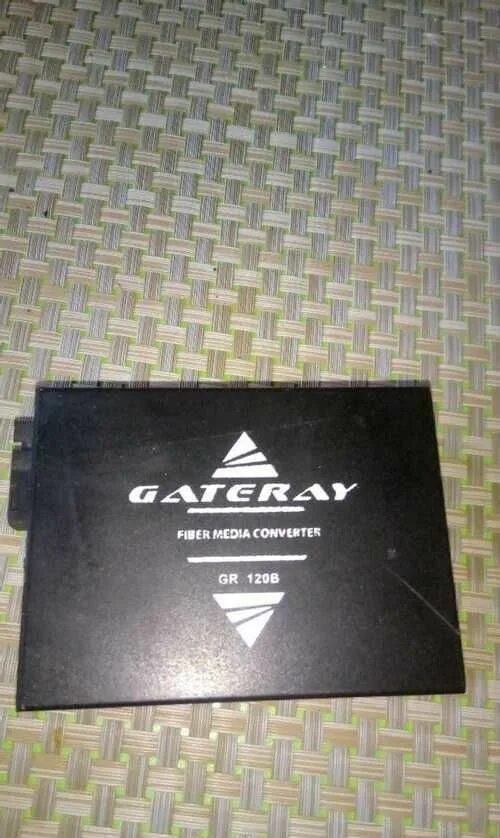 GATERAY
FIBER MEDIA CONVERTER
GR 120B